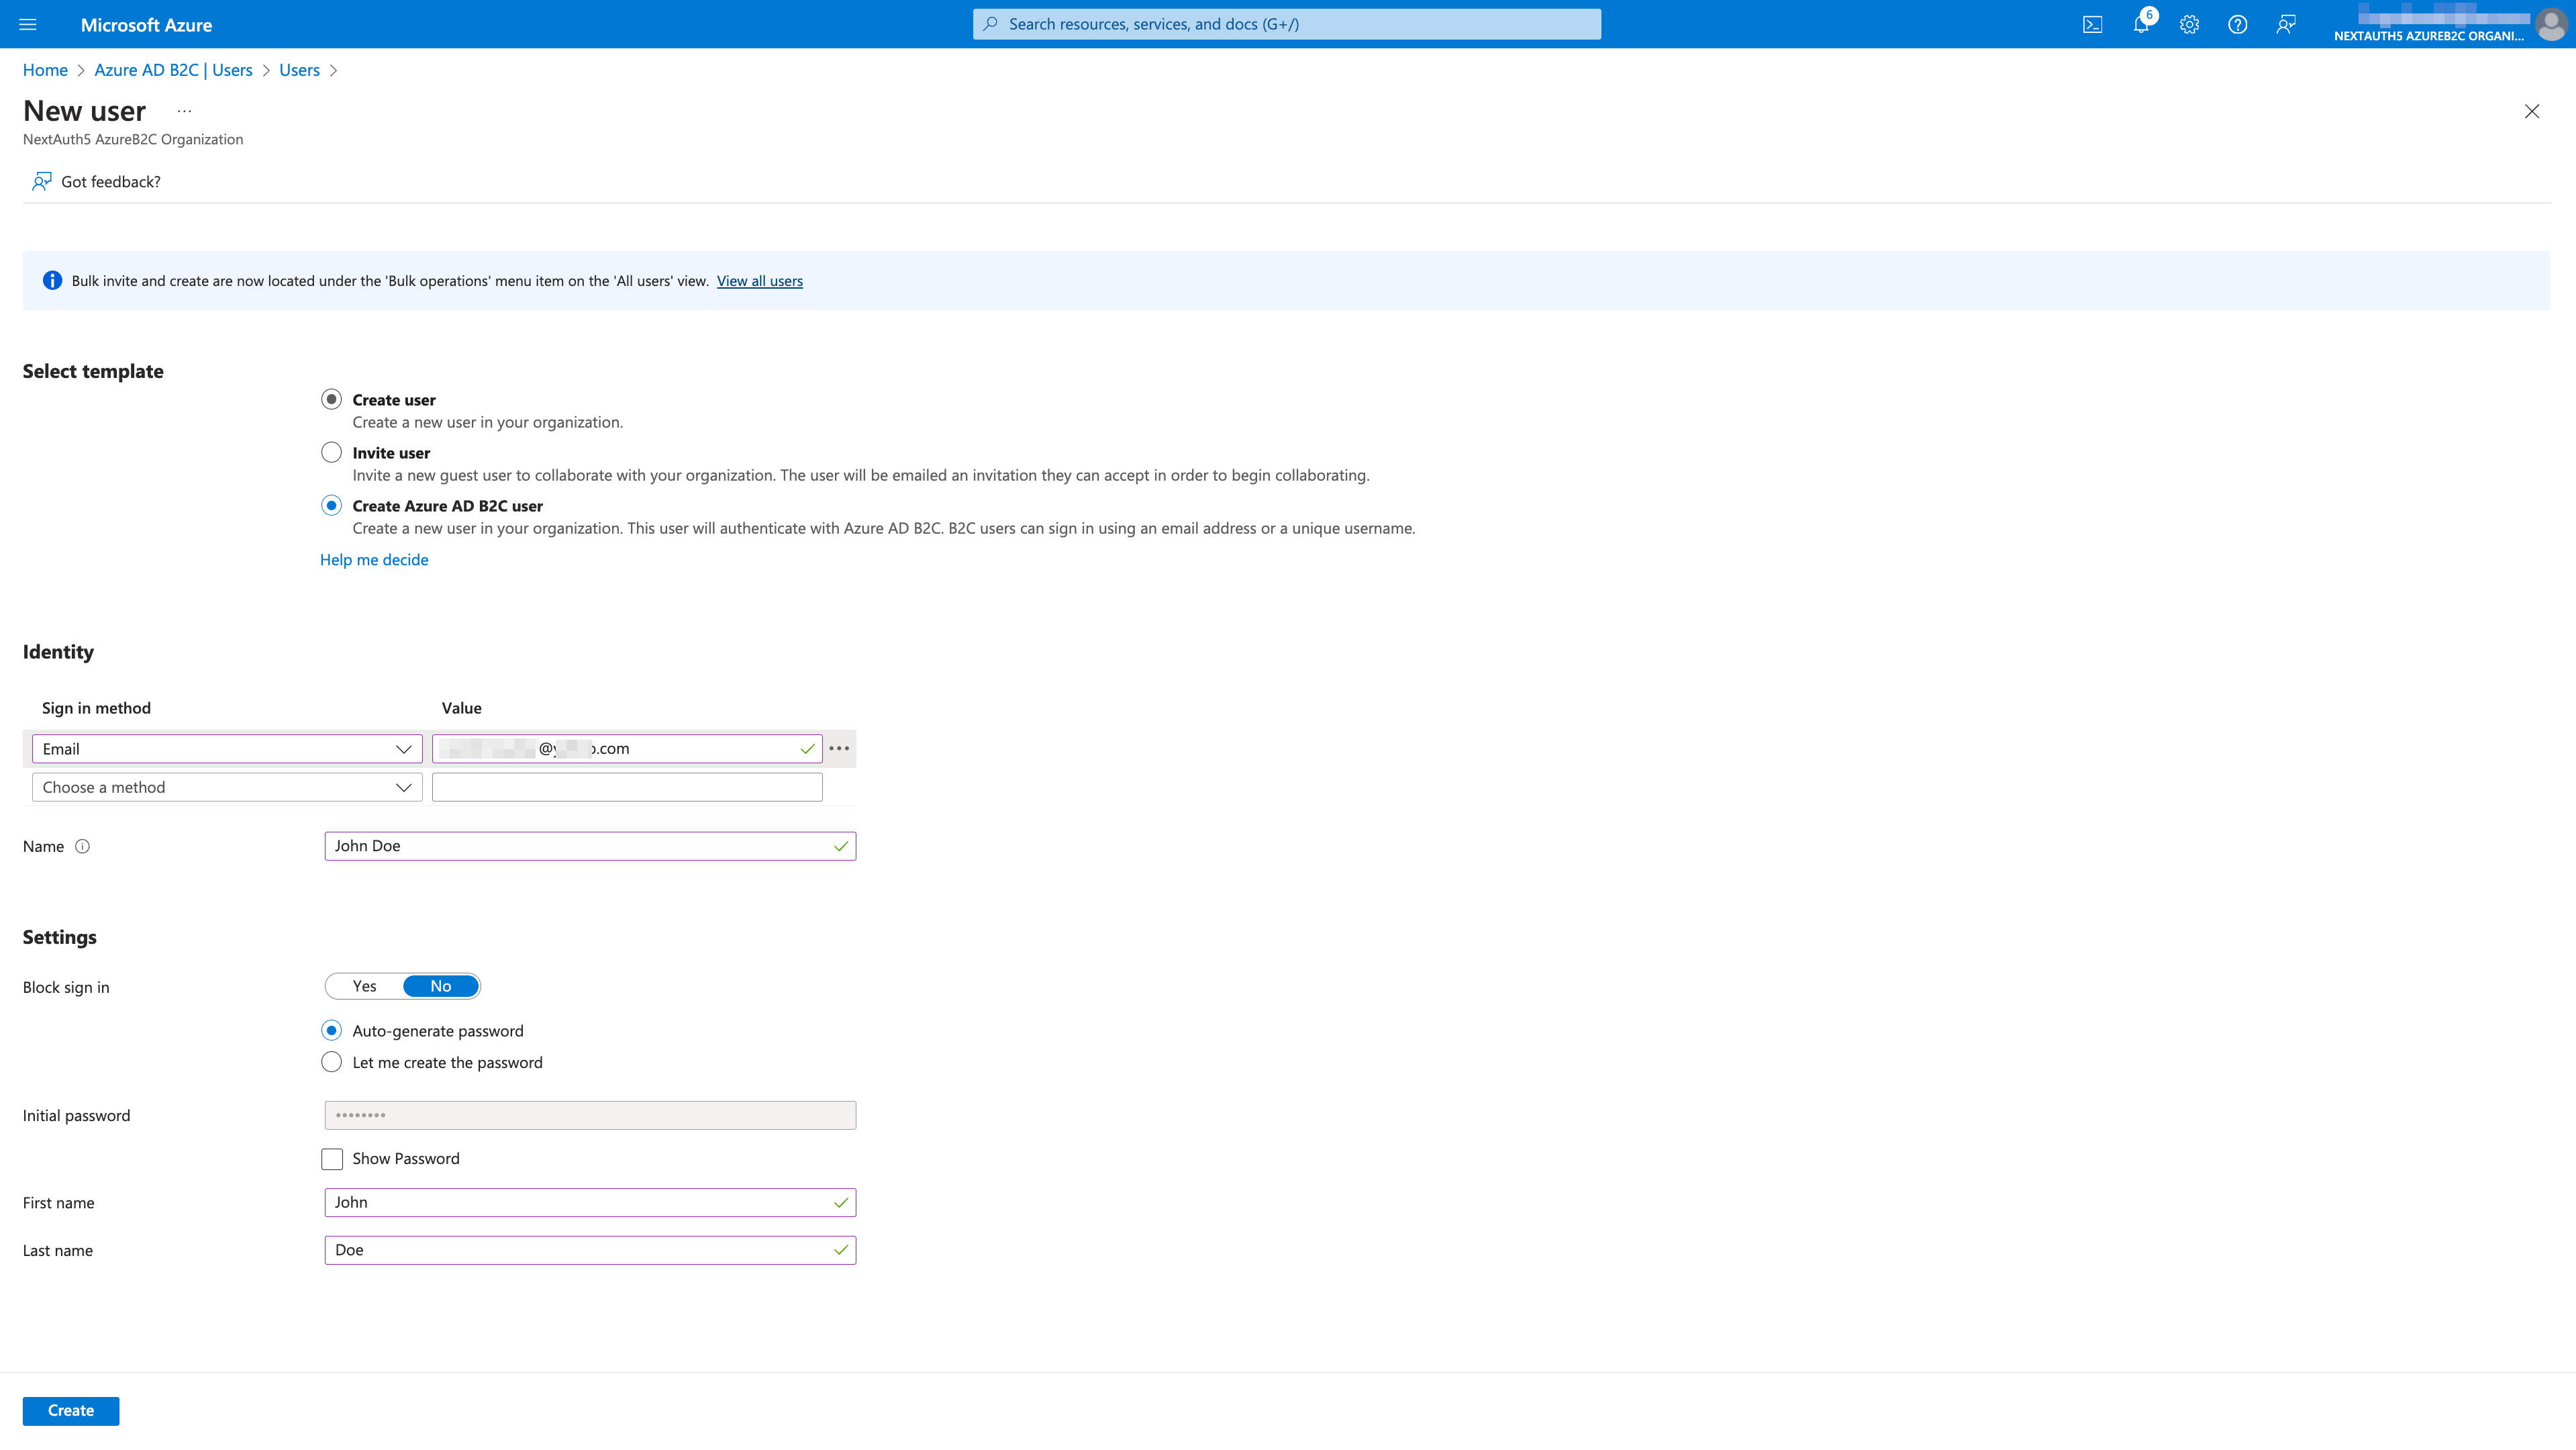 Microsoft Azure
Search resources, services, and docs (G+/)
6
NEXTAUTH5 AZUREB2C ORGANI...
Home > Azure AD B2C | Users > Users >
New user ...
NextAuth5 AzureB2C Organization
Got feedback?
Bulk invite and create are now located under the 'Bulk operations' menu item on the 'All users' view. View all users
Select template
Create user
Create a new user in your organization.
Invite user
Invite a new guest user to collaborate with your organization. The user will be emailed an invitation they can accept in order to begin collaborating.
Create Azure AD B2C user
Create a new user in your organization. This user will authenticate with Azure AD B2C. B2C users can sign in using an email address or a unique username.
Help me decide
Identity
Sign in method Value
Email .com
Choose a method
Name John Doe
Settings
Block sign in Yes No
Auto-generate password
Let me create the password
Initial password ••••••••
Show Password
First name John
Last name Doe
Create